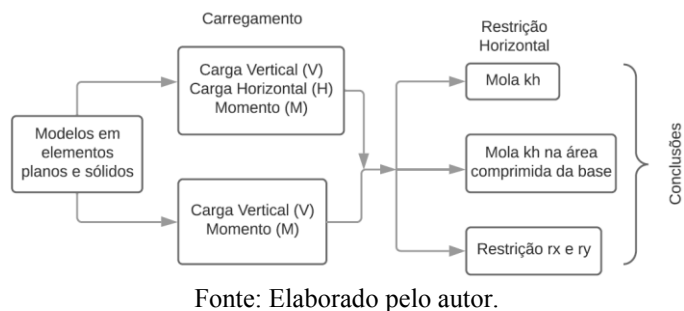 Carregamento
Restrição
Horizontal
Modelos em
elementos
planos e sólidos
Carga Vertical (V)
Carga Horizontal (H)
Momento (M)
Carga Vertical (V)
Momento (M)
Mola kh
Mola kh na área
comprimida da base
Restrição rx e ry
Conclusões
Fonte: Elaborado pelo autor.